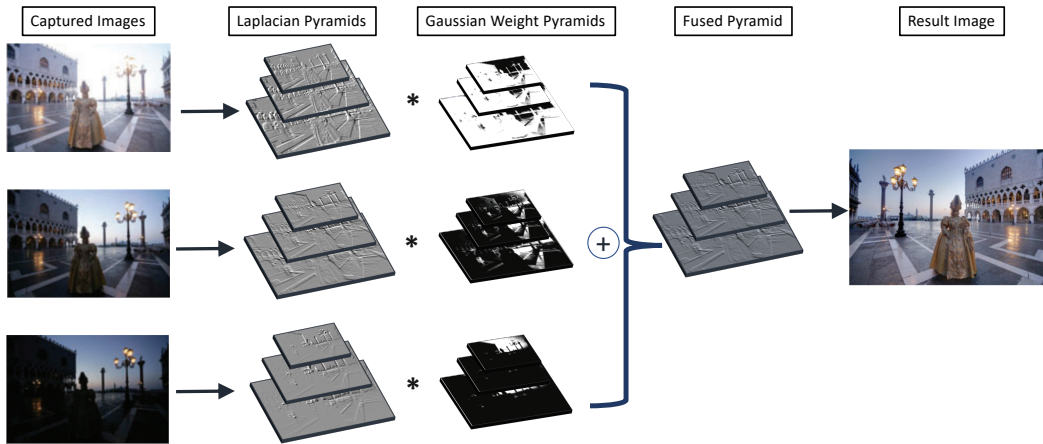 Captured Images
Laplacian Pyramids
Gaussian Weight Pyramids
Fused Pyramid
Result Image
*
*
+
*